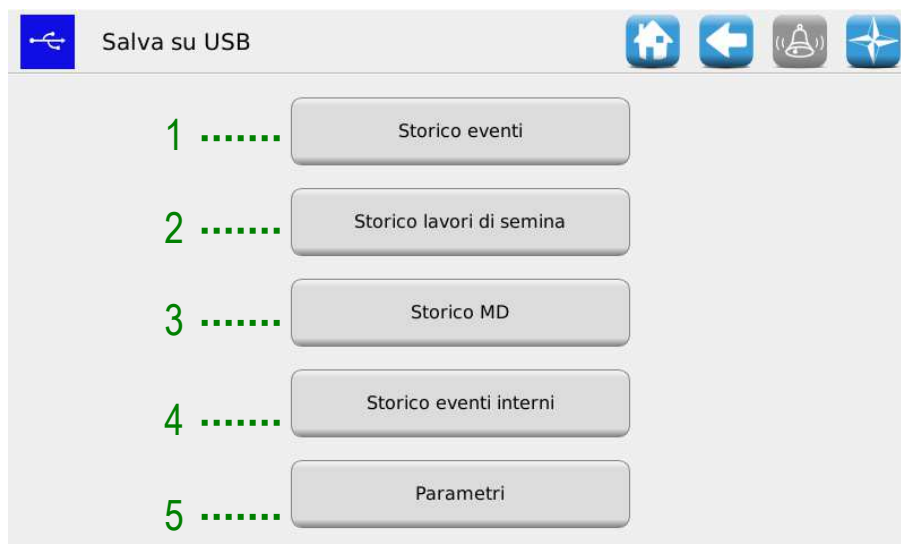 Salva su USB
1 ....... Storico eventi
2 ....... Storico lavori di semina
3 ....... Storico MD
4 ....... Storico eventi interni
5 ....... Parametri